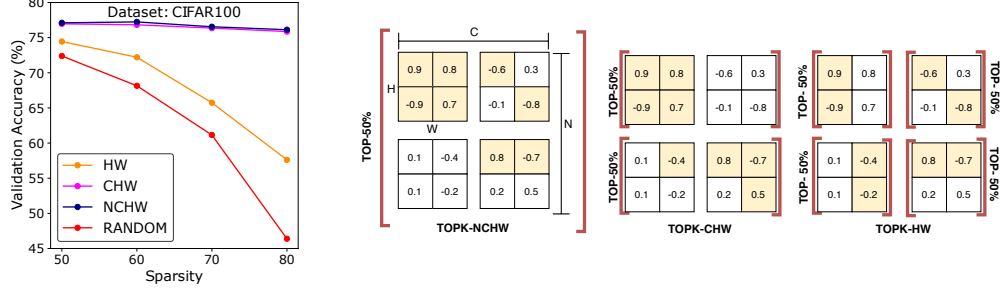 Dataset: CIFAR100
Validation Accuracy (%)
80
75
70
65
60
55
50
45
HW
CHW
NCHW
RANDOM
50
60
70
80
Sparsity
TOP-50%
C
H
W
N
0.9 0.8 -0.6 0.3
-0.9 0.7 -0.1 -0.8
0.1 -0.4 0.8 -0.7
0.1 -0.2 0.2 0.5
TOPK-NCHW
TOP-50%
0.9 0.8 -0.6 0.3
-0.9 0.7 -0.1 -0.8
TOP-50%
0.1 -0.4 0.8 -0.7
0.1 -0.2 0.2 0.5
TOPK-CHW
TOP- 50%
0.9 0.8 -0.6 0.3
-0.9 0.7 -0.1 -0.8
TOP- 50%
TOP- 50%
0.1 -0.4 0.8 -0.7
0.1 -0.2 0.2 0.5
TOP- 50%
TOPK-HW